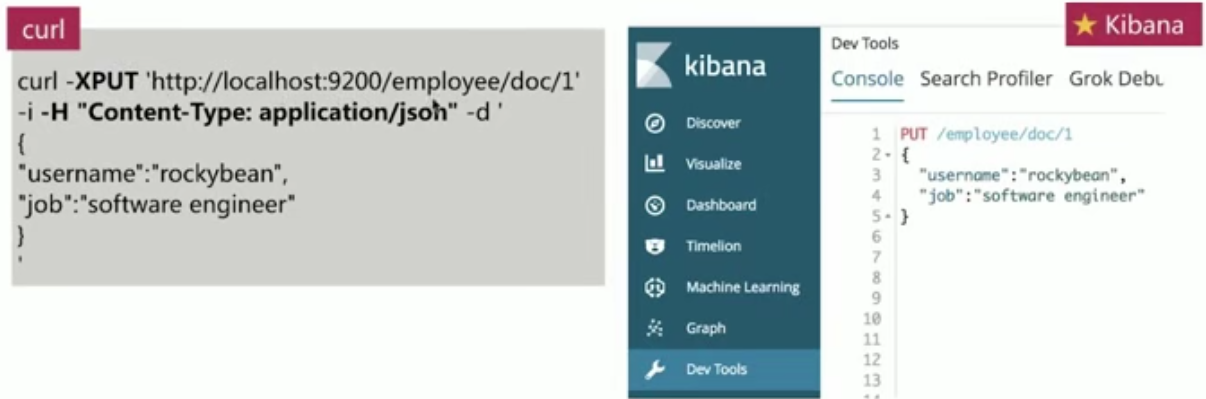 curl
curl -XPUT 'http://localhost:9200/employee/doc/1'
-i -H "Content-Type: application/json" -d '
{
"username":"rockybean",
"job":"software engineer"
}
'
Kibana
kibana
Discover
Visualize
Dashboard
Timelion
Machine Learning
Graph
Dev Tools
Dev Tools
Console Search Profiler Grok Debu
1 PUT /employee/doc/1
2 {
3 "username":"rockybean",
4 "job":"software engineer"
5 }
6
7
8
9
10
11
12
13